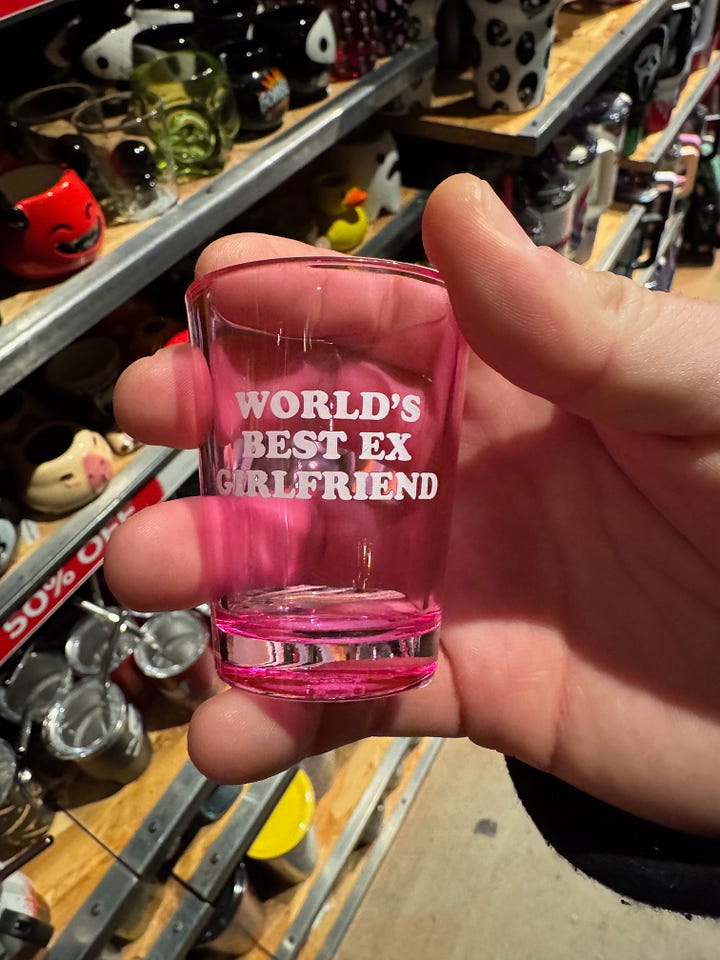 WORLD'S
BEST EX
GIRLFRIEND
50% OFF